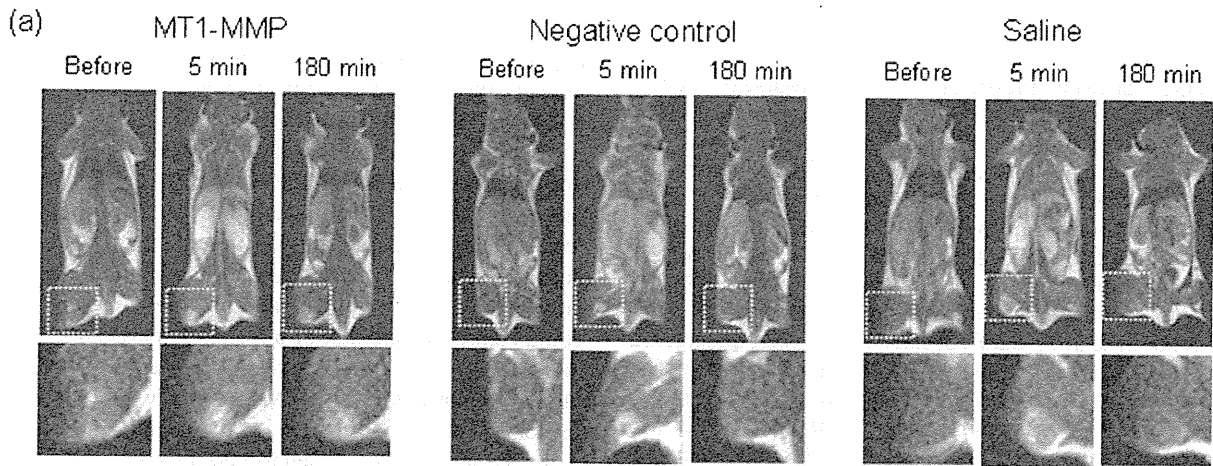 (a)
MT1-MMP
Negative control
Saline
Before 5 min 180 min
Before 5 min 180 min
Before 5 min 180 min